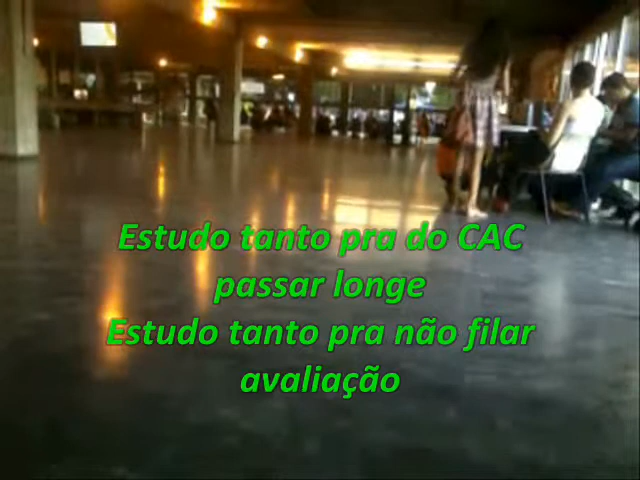 Estudo tanto pra do CAC
passar longe
Estudo tanto pra não filar
avaliação